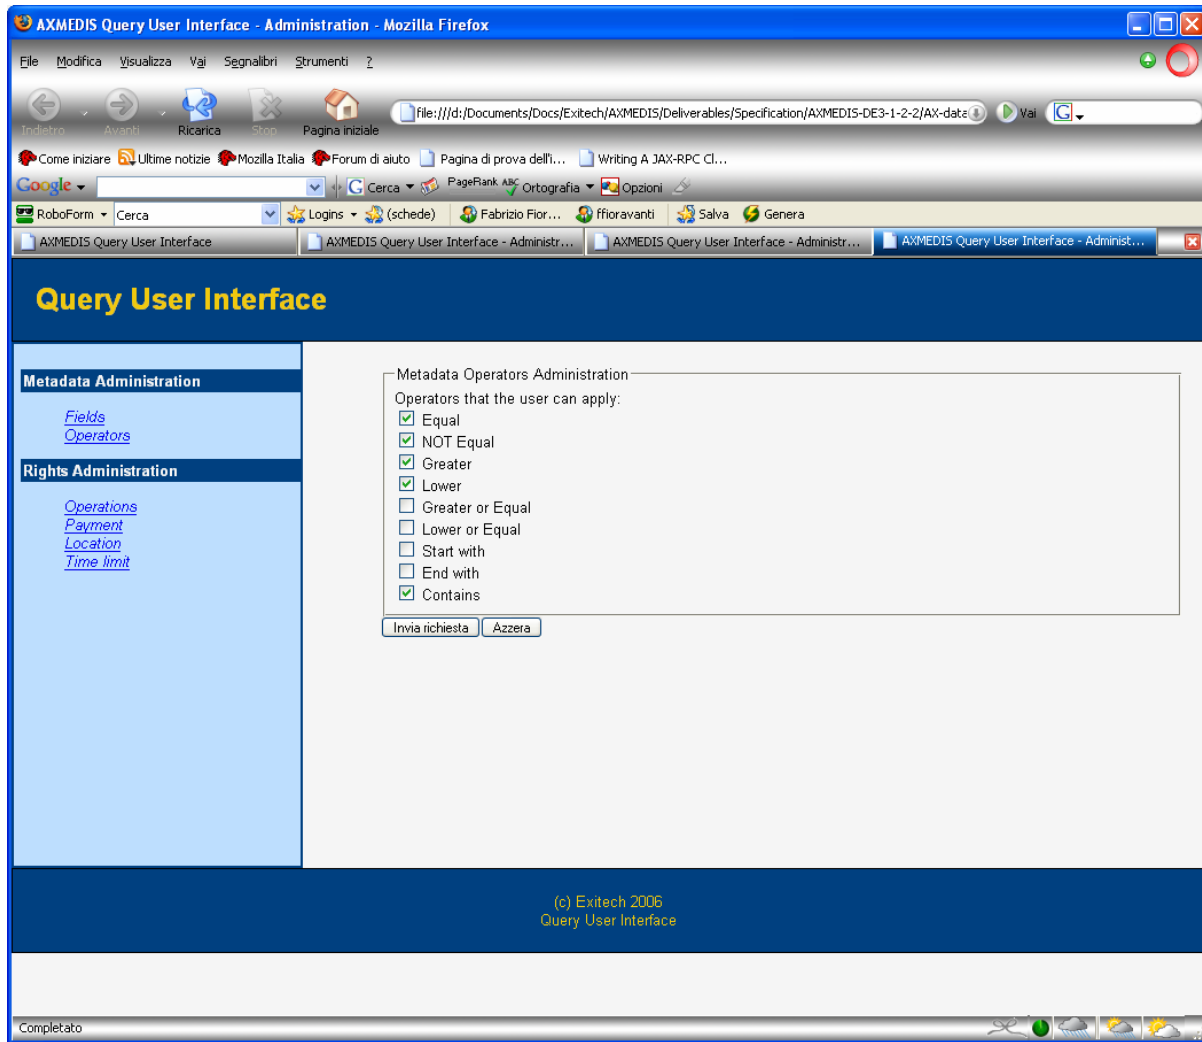 AXMEDIS Query User Interface - Administration - Mozilla Firefox
File Modifica Visualizza Vai Segnalibri Strumenti ?
Indietro Avanti Ricarica Stop Pagina iniziale
file:///d:/Documents/Docs/Exitech/AXMEDIS/Deliverables/Specification/AXMEDIS-DE3-1-2-2/AX-data Vai G
Come iniziare Ultime notizie Mozilla Italia Forum di aiuto Pagina di prova dell'i... Writing A JAX-RPC Cl...
Google G Cerca PageRank ABC Ortografia Opzioni
RoboForm Cerca Logins (schede) Fabrizio Fior... ffioravanti Salva Genera
AXMEDIS Query User Interface AXMEDIS Query User Interface - Administr... AXMEDIS Query User Interface - Administr... AXMEDIS Query User Interface - Administ...
Query User Interface
Metadata Administration
Fields
Operators
Rights Administration
Operations
Payment
Location
Time limit
Metadata Operators Administration
Operators that the user can apply:
Equal
NOT Equal
Greater
Lower
Greater or Equal
Lower or Equal
Start with
End with
Contains
Invia richiesta Azzera
(c) Exitech 2006
Query User Interface
Completato